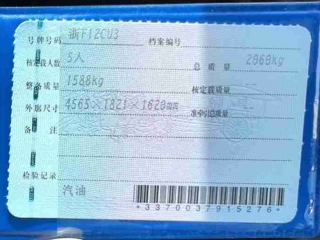 号牌号码 浙F12CU3 档案编号
核定载人数 5人 总质量 2068kg
整备质量 1588kg 核定载质量
外廓尺寸 4565×1821×1620mm 准牵引总质量
备注
检验记录
汽油
*3370037915276*